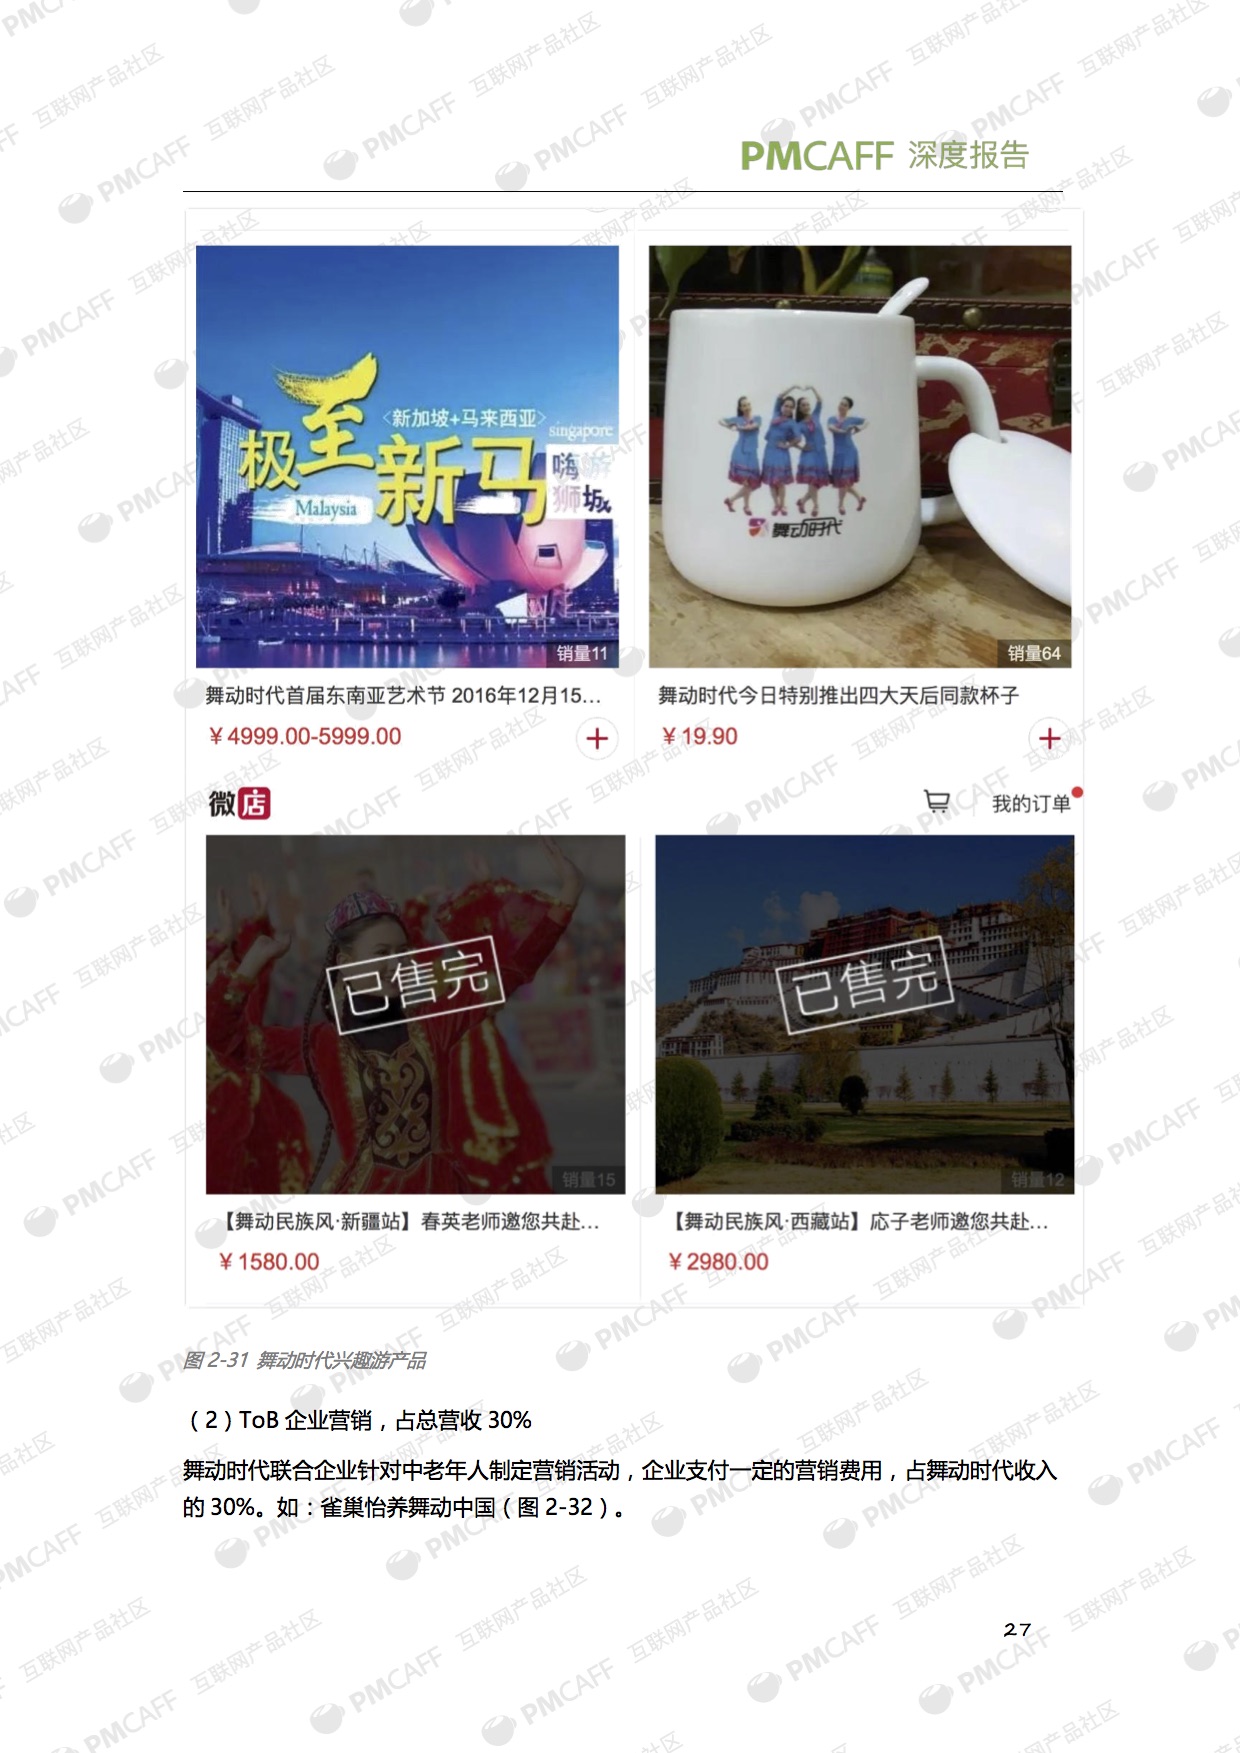 PMCAFF 深度报告
<新加坡+马来西亚>
singapore
极至新马
嗨游
狮城
Malaysia
舞动时代
销量11
销量64
舞动时代首届东南亚艺术节 2016年12月15...
舞动时代今日特别推出四大天后同款杯子
￥4999.00-5999.00
￥19.90
微店
我的订单
已售完
已售完
销量15
销量12
【舞动民族风·新疆站】春英老师邀您共赴...
【舞动民族风·西藏站】応子老师邀您共赴...
￥1580.00
￥2980.00
图 2-31 舞动时代兴趣游产品
（2）ToB 企业营销，占总营收 30%
舞动时代联合企业针对中老年人制定营销活动，企业支付一定的营销费用，占舞动时代收入
的 30%。如：雀巢怡养舞动中国（图 2-32）。
27
PMCAFF 互联网产品社区